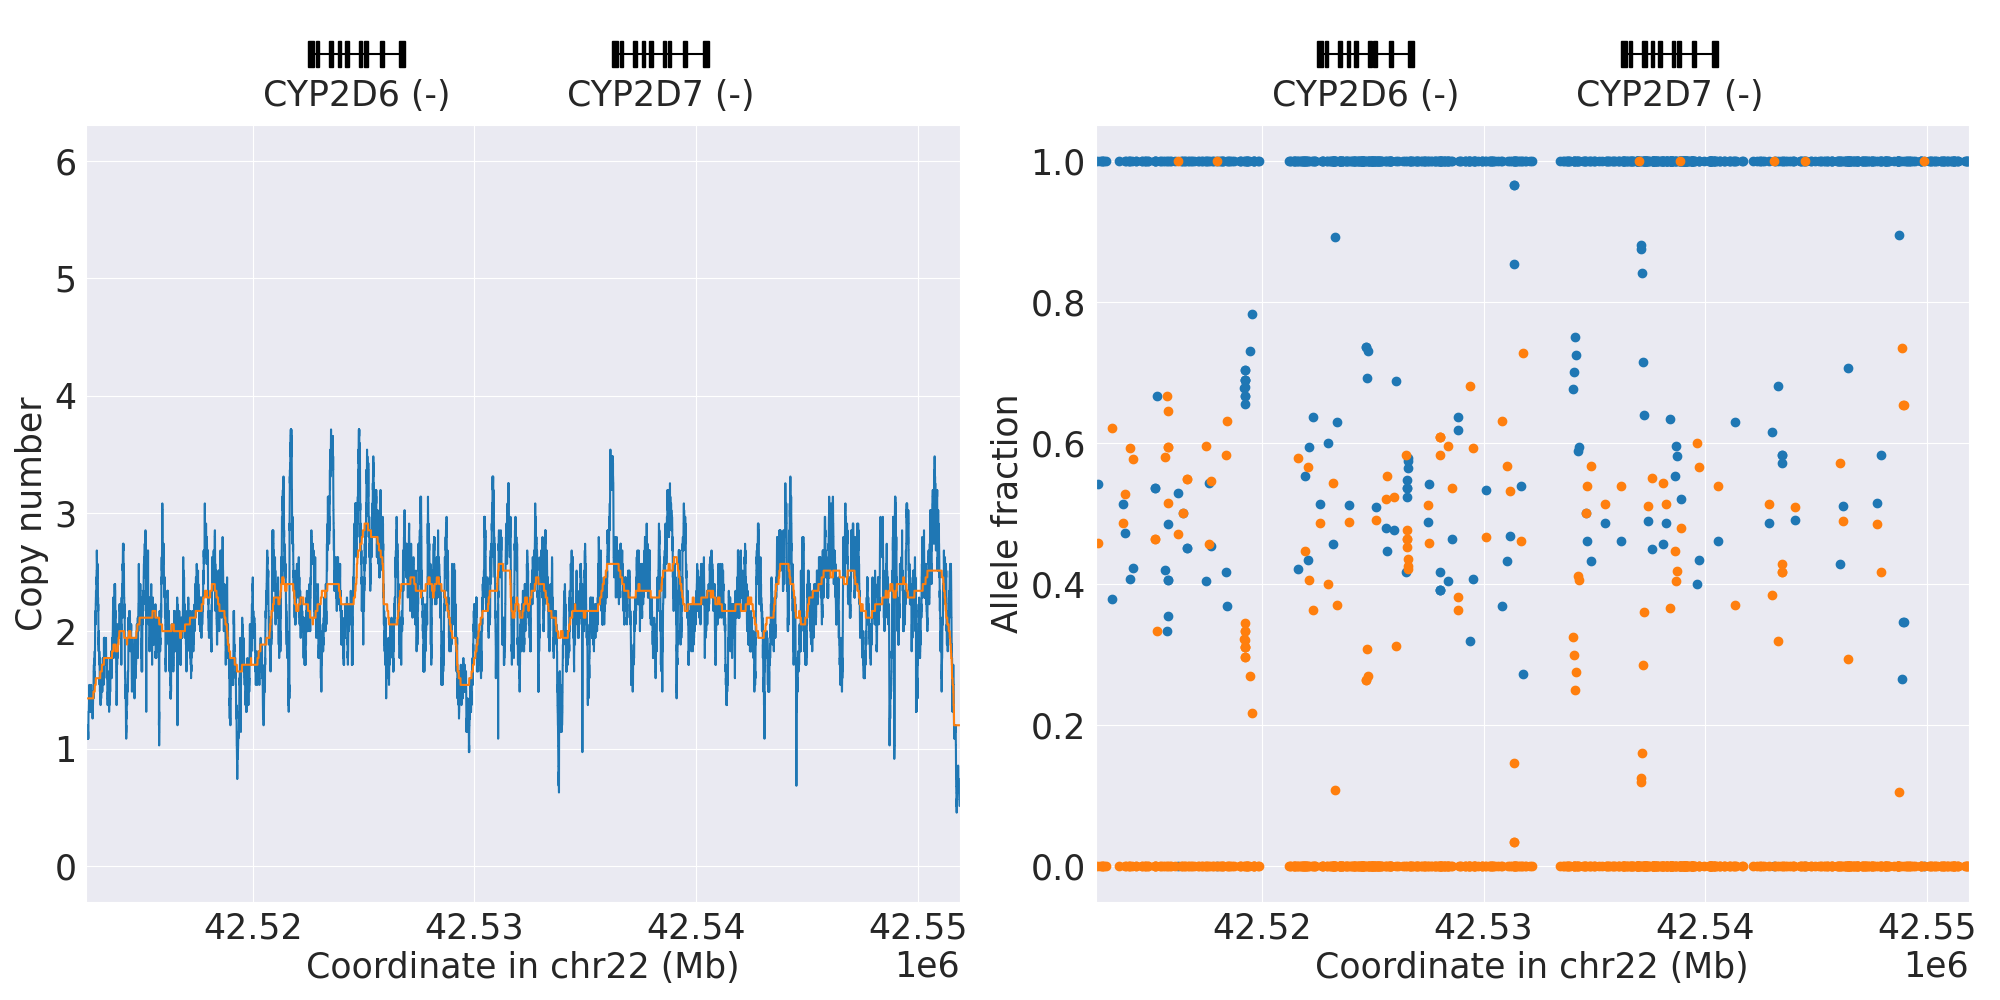 CYP2D6 (-) CYP2D7 (-)
6
5
4
3
2
1
0
Copy number
42.52 42.53 42.54 42.55
1e6
Coordinate in chr22 (Mb)
CYP2D6 (-) CYP2D7 (-)
1.0
0.8
0.6
0.4
0.2
0.0
Allele fraction
42.52 42.53 42.54 42.55
1e6
Coordinate in chr22 (Mb)